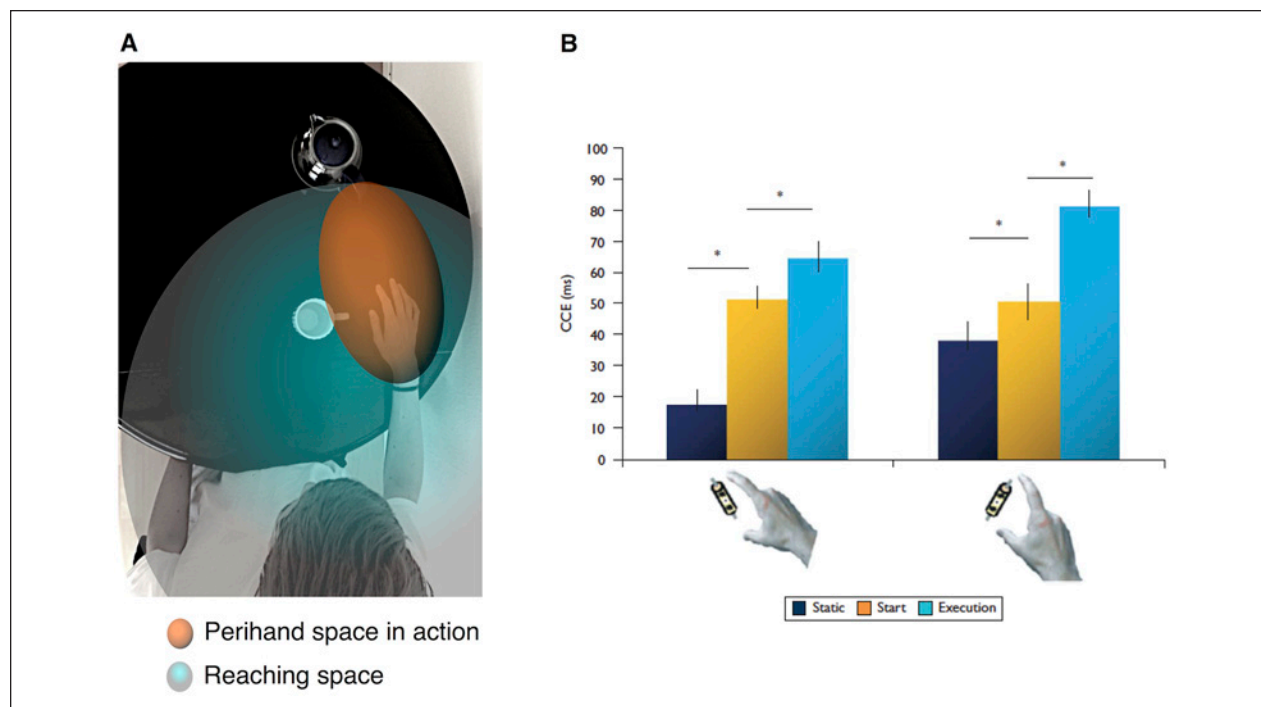 A
Perihand space in action
Reaching space
B
100
90
80
70
60
50
40
30
20
10
0
CCE (ms)
*
*
*
*
Static Start Execution